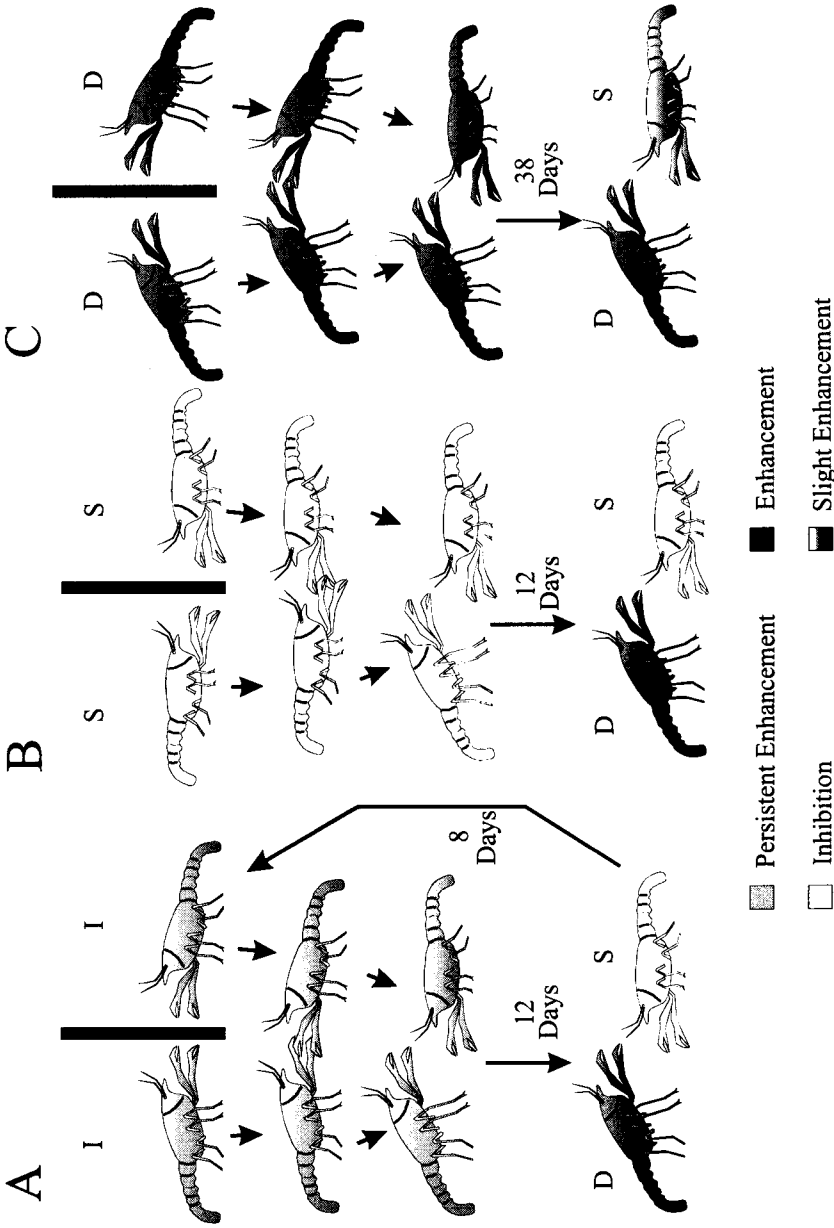 A
B
C
I
I
S
S
D
D
8
Days
12
Days
12
Days
38
Days
D
S
D
S
D
S
Persistent Enhancement
Enhancement
Inhibition
Slight Enhancement